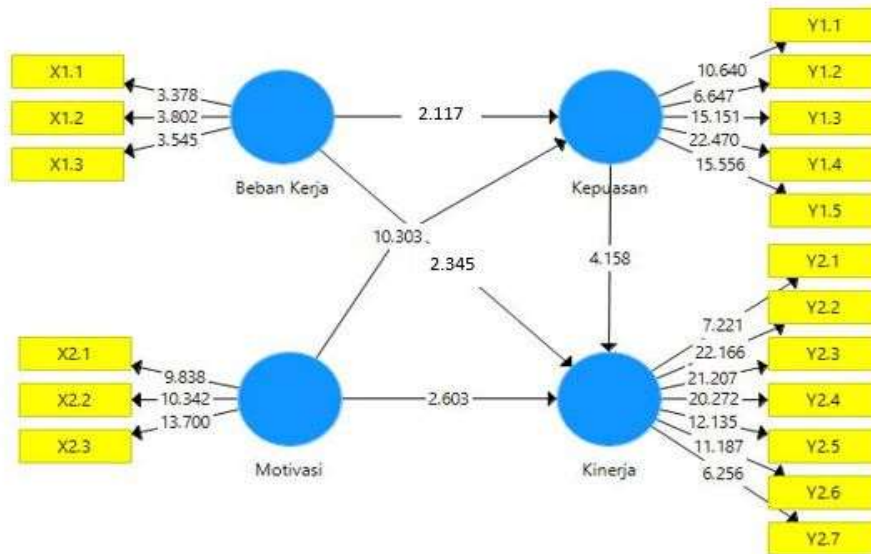 X1.1
X1.2
X1.3
3.378
3.802
3.545
Beban Kerja
2.117
Kepuasan
10.640
6.647
15.151
22.470
15.556
Y1.1
Y1.2
Y1.3
Y1.4
Y1.5
10.303
2.345
4.158
X2.1
X2.2
X2.3
9.838
10.342
13.700
Motivasi
2.603
Kinerja
7.221
22.166
21.207
20.272
12.135
11.187
6.256
Y2.1
Y2.2
Y2.3
Y2.4
Y2.5
Y2.6
Y2.7